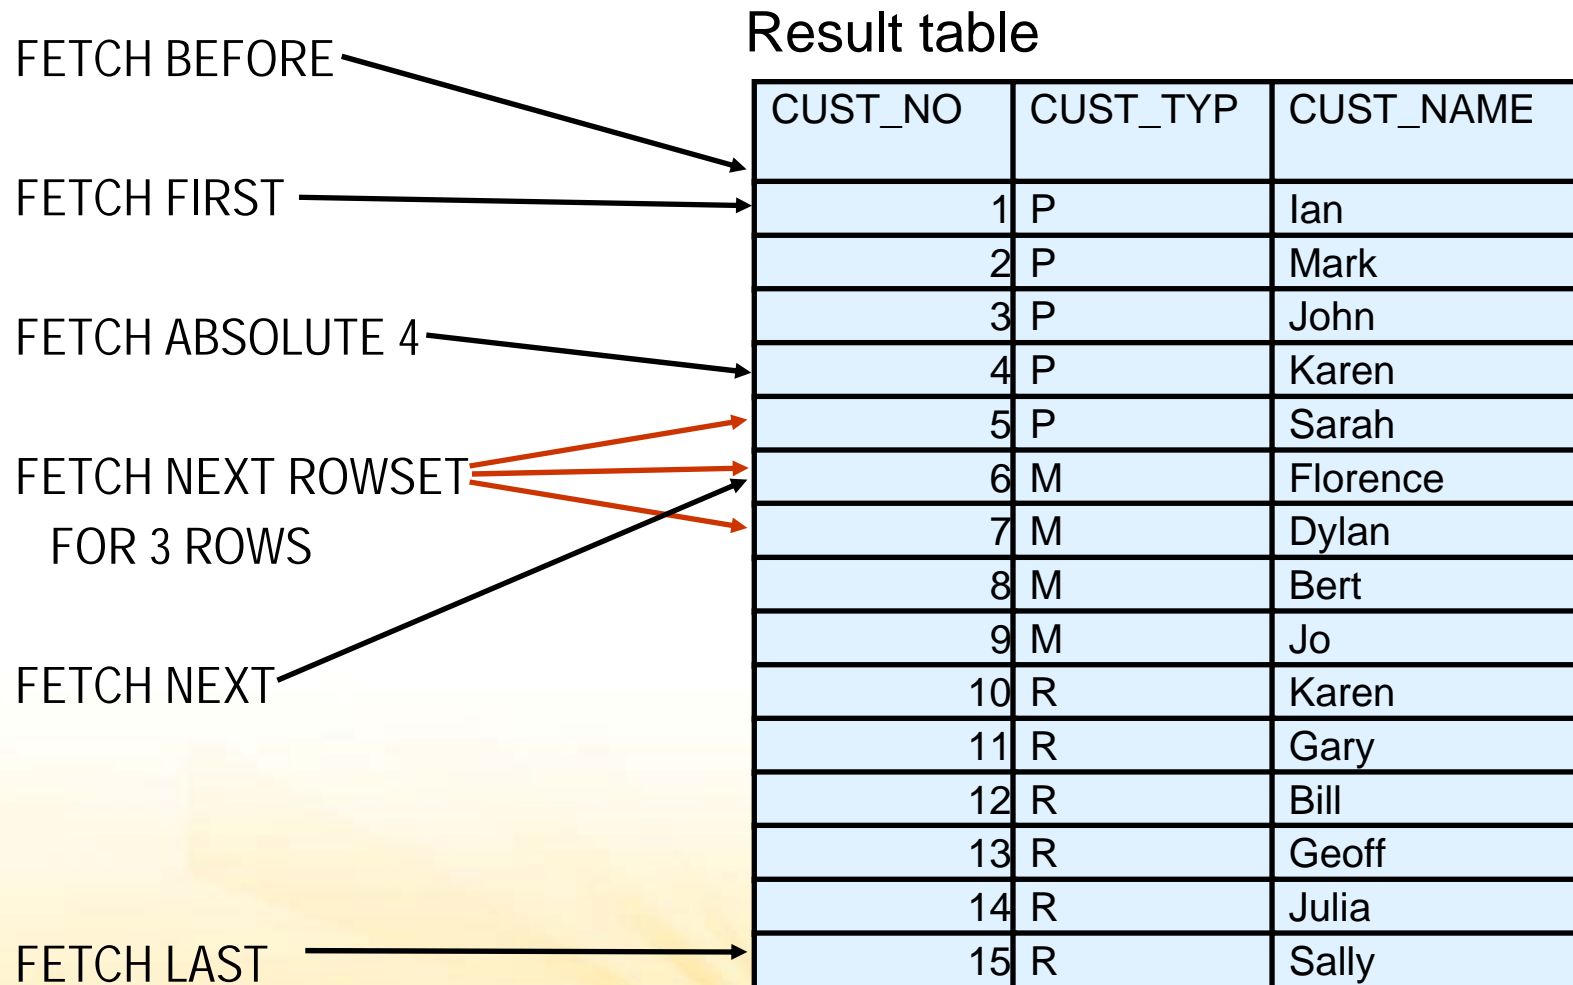 Result table
FETCH BEFORE
FETCH FIRST
FETCH ABSOLUTE 4
FETCH NEXT ROWSET
FOR 3 ROWS
FETCH NEXT
FETCH LAST
CUST_NO CUST_TYP CUST_NAME
1 P Ian
2 P Mark
3 P John
4 P Karen
5 P Sarah
6 M Florence
7 M Dylan
8 M Bert
9 M Jo
10 R Karen
11 R Gary
12 R Bill
13 R Geoff
14 R Julia
15 R Sally